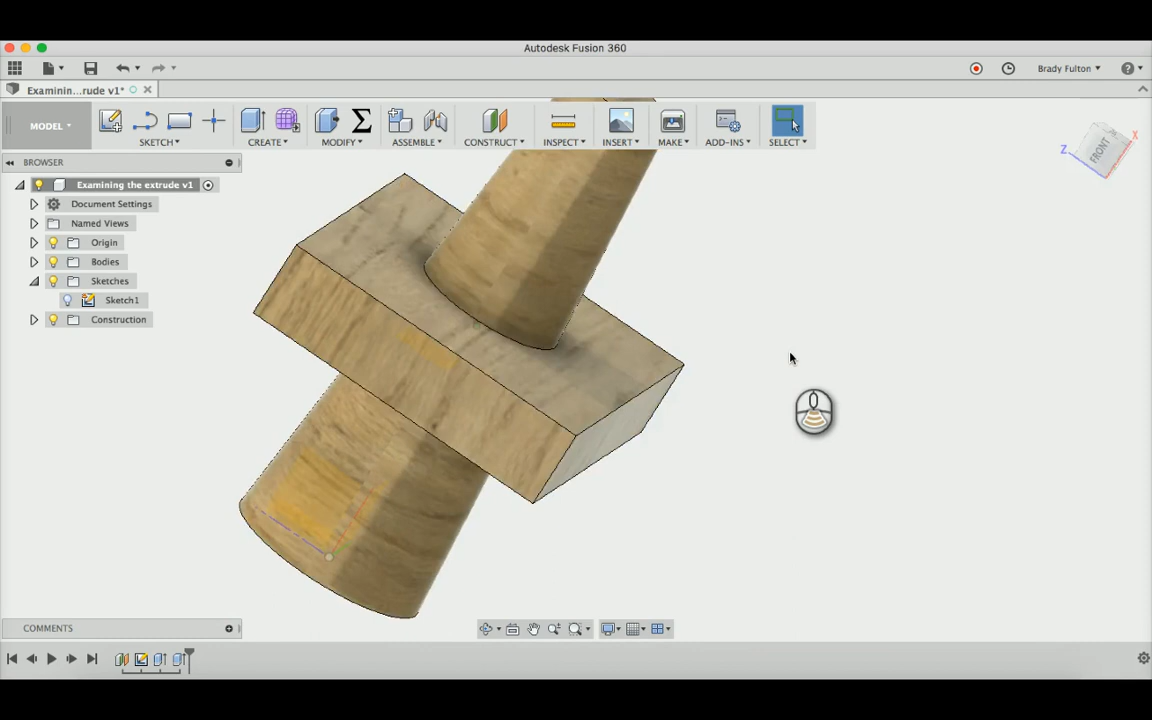 Autodesk Fusion 360
Brady Fulton
Examinin...rude v1*
MODEL
SKETCH
CREATE
MODIFY
ASSEMBLE
CONSTRUCT
INSPECT
INSERT
MAKE
ADD-INS
SELECT
BROWSER
Examining the extrude v1
Document Settings
Named Views
Origin
Bodies
Sketches
Sketch1
Construction
Z
FRONT
X
COMMENTS